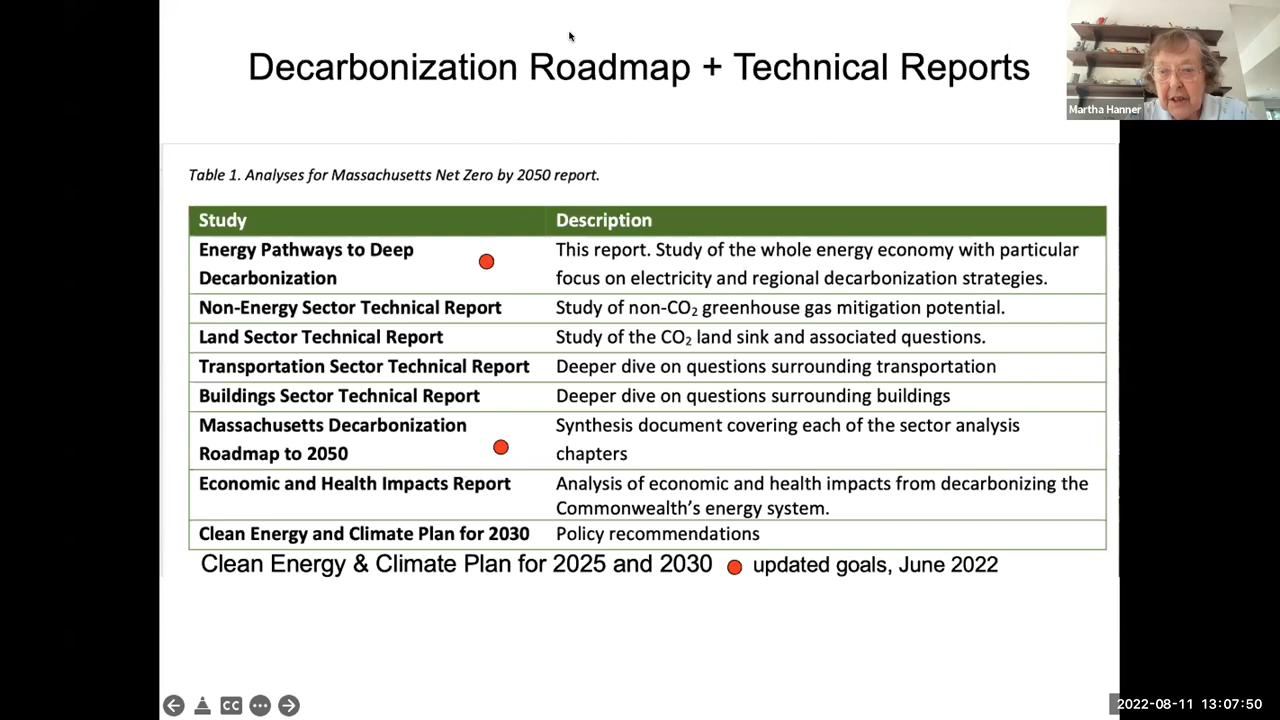 Decarbonization Roadmap + Technical Reports
Martha Hanner
Table 1. Analyses for Massachusetts Net Zero by 2050 report.
Study Description
Energy Pathways to Deep Decarbonization This report. Study of the whole energy economy with particular focus on electricity and regional decarbonization strategies.
Non-Energy Sector Technical Report Study of non-CO₂ greenhouse gas mitigation potential.
Land Sector Technical Report Study of the CO₂ land sink and associated questions.
Transportation Sector Technical Report Deeper dive on questions surrounding transportation
Buildings Sector Technical Report Deeper dive on questions surrounding buildings
Massachusetts Decarbonization Roadmap to 2050 Synthesis document covering each of the sector analysis chapters
Economic and Health Impacts Report Analysis of economic and health impacts from decarbonizing the Commonwealth’s energy system.
Clean Energy and Climate Plan for 2030 Policy recommendations
Clean Energy & Climate Plan for 2025 and 2030 updated goals, June 2022
CC
2022-08-11 13:07:50